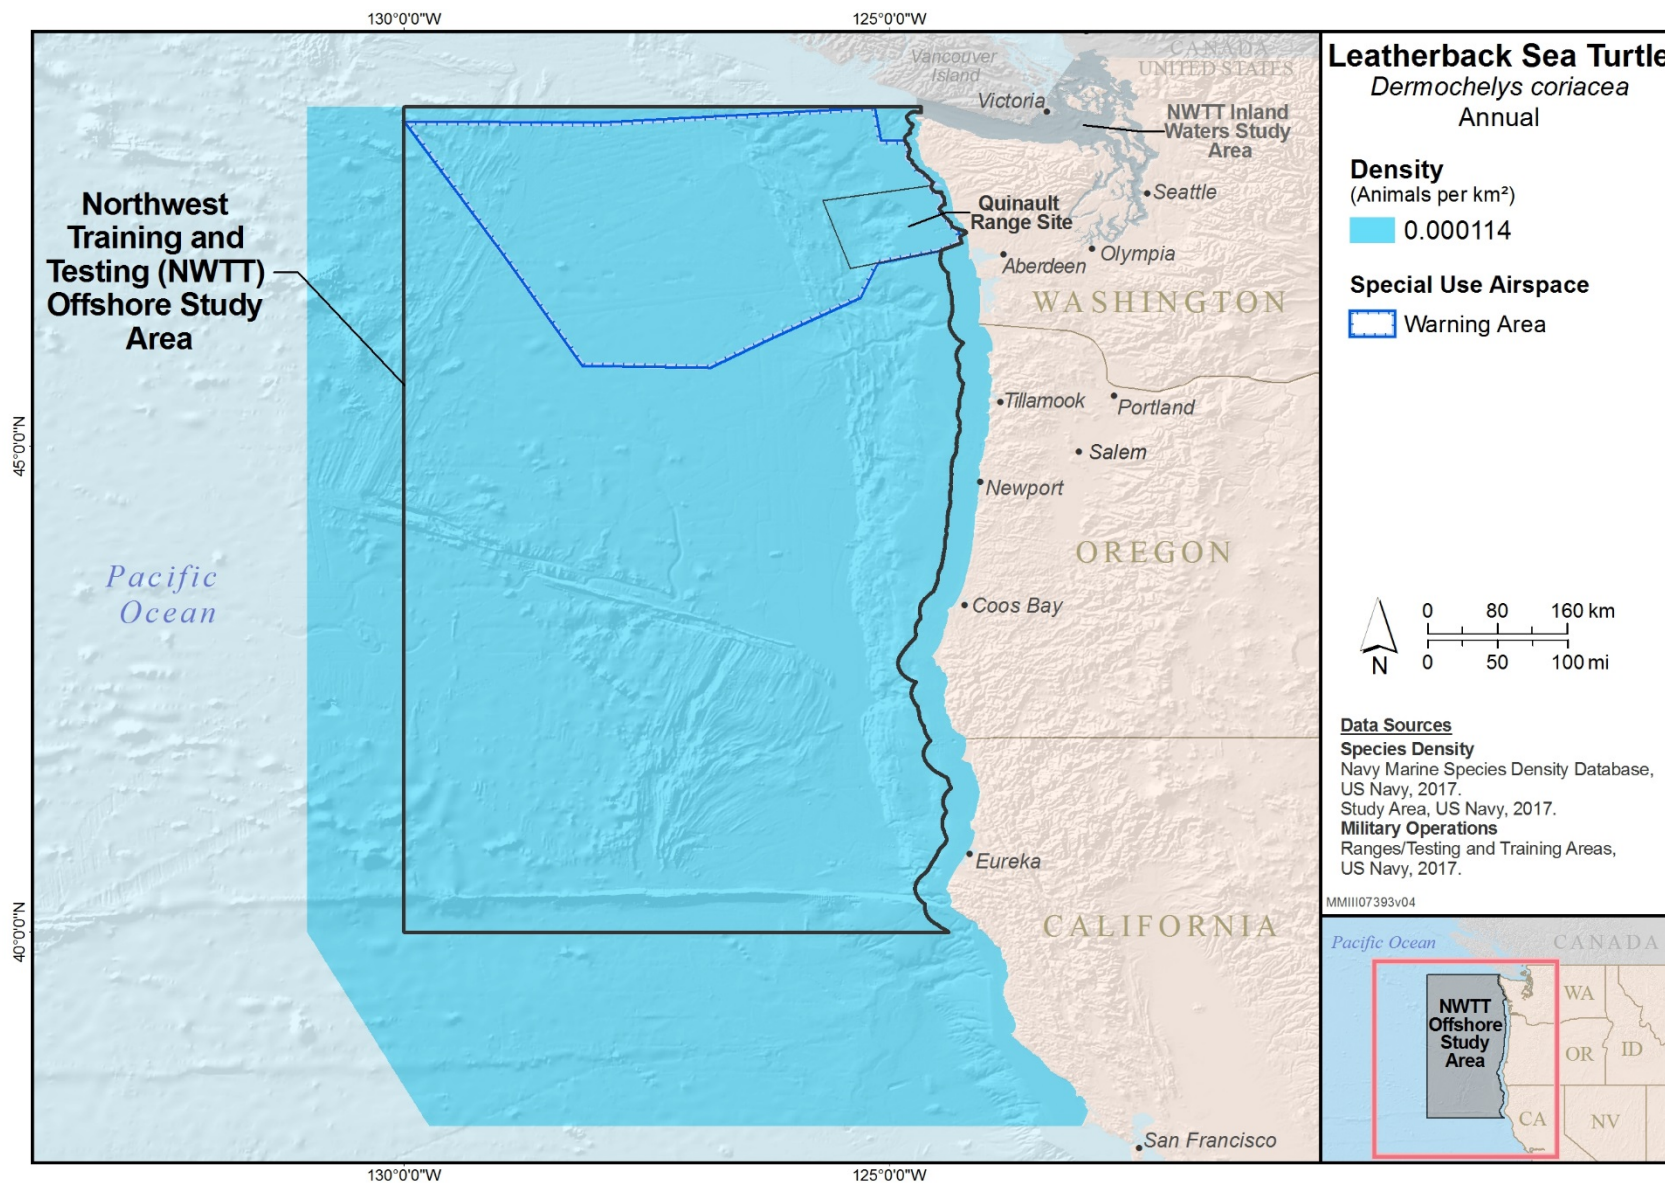 130°0'0"W
125°0'0"W
Vancouver
Island
CANADA
UNITED STATES
Victoria
NWTT Inland
Waters Study
Area
Seattle
Northwest
Training and
Testing (NWTT)
Offshore Study
Area
Quinault
Range Site
Aberdeen
Olympia
WASHINGTON
Tillamook
Portland
45°0'0"N
Salem
Newport
OREGON
Pacific
Ocean
Coos Bay
Eureka
40°0'0"N
CALIFORNIA
San Francisco
130°0'0"W
125°0'0"W
Leatherback Sea Turtle
Dermochelys coriacea
Annual
Density
(Animals per km²)
0.000114
Special Use Airspace
Warning Area
0 80 160 km
0 50 100 mi
N
Data Sources
Species Density
Navy Marine Species Density Database,
US Navy, 2017.
Study Area, US Navy, 2017.
Military Operations
Ranges/Testing and Training Areas,
US Navy, 2017.
MMIII07393v04
Pacific Ocean
CANADA
NWTT
Offshore
Study
Area
WA
OR
ID
CA
NV